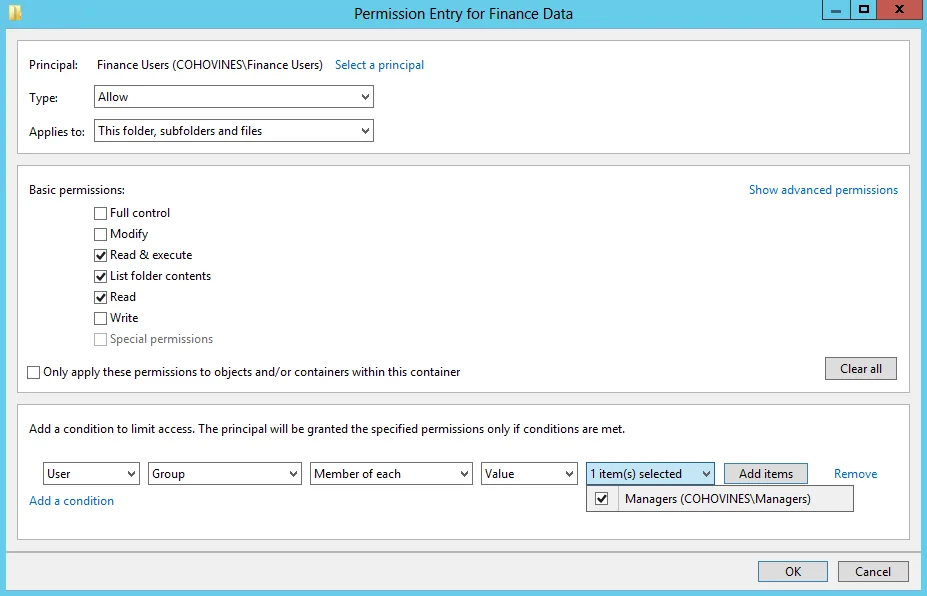 Permission Entry for Finance Data
Principal: Finance Users (COHOVINES\Finance Users) Select a principal
Type: Allow
Applies to: This folder, subfolders and files
Basic permissions: Show advanced permissions
Full control
Modify
Read & execute
List folder contents
Read
Write
Special permissions
Only apply these permissions to objects and/or containers within this container
Clear all
Add a condition to limit access. The principal will be granted the specified permissions only if conditions are met.
User Group Member of each Value 1 item(s) selected Add items Remove
Managers (COHOVINES\Managers)
Add a condition
OK Cancel